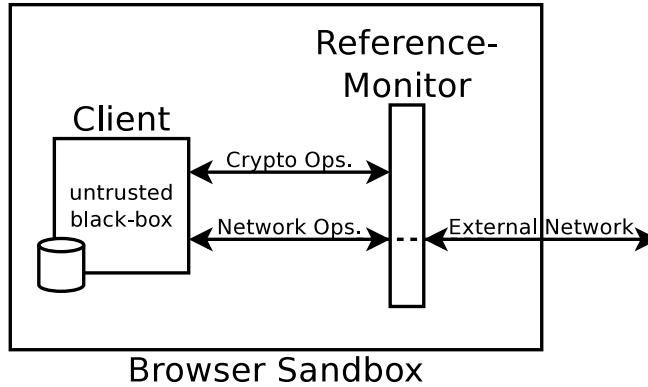 Reference-
Monitor
Client
Crypto Ops.
untrusted
black-box
Network Ops.
External Network
Browser Sandbox